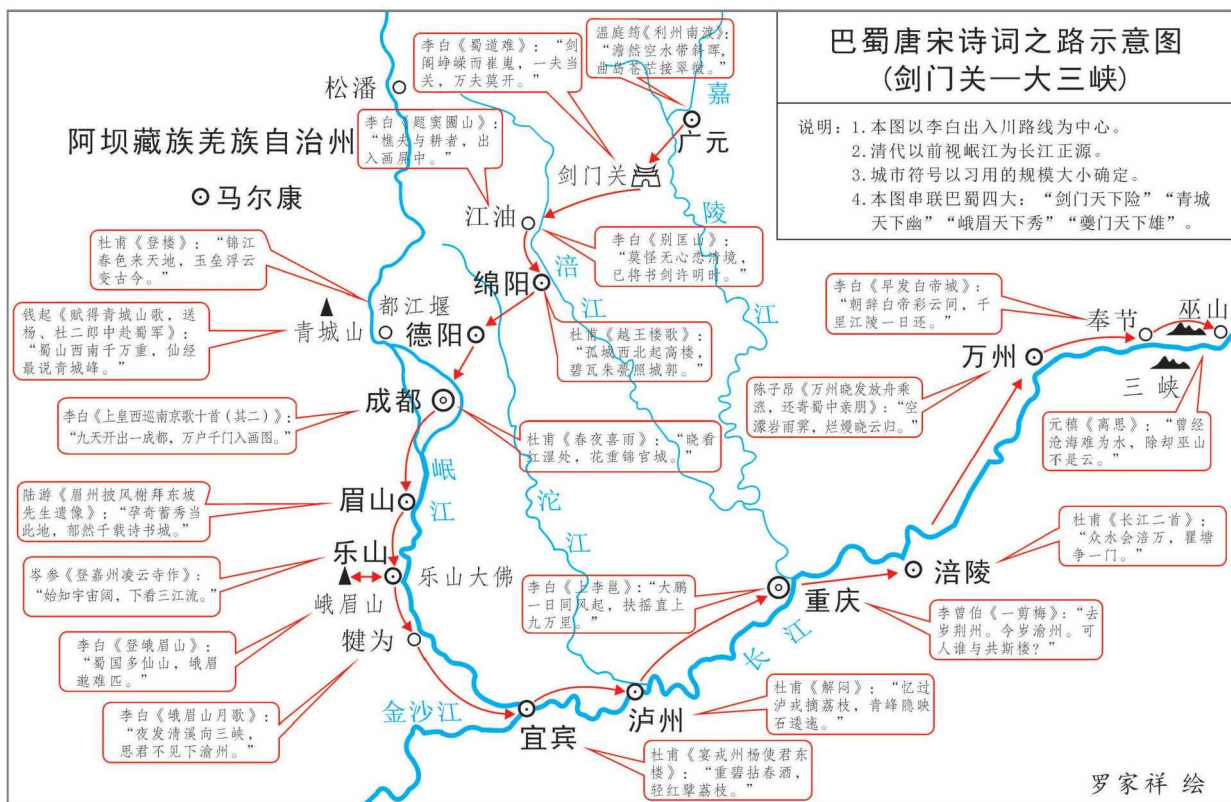 巴蜀唐宋诗词之路示意图
(剑门关—大三峡)
说明：1.本图以李白出入川路线为中心。
2.清代以前视岷江为长江正源。
3.城市符号以习用的规模大小确定。
4.本图串联巴蜀四大：“剑门天下险”“青城
天下幽”“峨眉天下秀”“夔门天下雄”。
李白《蜀道难》：“剑
阁峥嵘而崔嵬，一夫当
关，万夫莫开。”
温庭筠《利州南渡》：
“澹然空水带斜晖，
曲岛苍茫接翠微。”
松潘
嘉
陵
江
广元
阿坝藏族羌族自治州
李白《题窦圌山》：
“樵夫与耕者，出
入画屏中。”
剑门关
马尔康
江油
李白《别匡山》：
“莫怪无心恋清境，
已将书剑许明时。”
涪
江
绵阳
杜甫《登楼》：“锦江
春色来天地，玉垒浮云
变古今。”
都江堰
青城山
德阳
钱起《赋得青城山歌，送
杨、杜二郎中赴蜀军》：
“蜀山西南千万重，仙经
最说青城峰。”
杜甫《越王楼歌》：
“孤城西北起高楼，
碧瓦朱甍照城郭。”
李白《早发白帝城》：
“朝辞白帝彩云间，千
里江陵一日还。”
奉节
巫山
万州
三峡
成都
李白《上皇西巡南京歌十首（其二）》：
“九天开出一成都，万户千门入画图。”
杜甫《春夜喜雨》：“晓看
红湿处，花重锦官城。”
陈子昂《万州晓发放舟乘
涨，还寄蜀中亲朋》：“空
濛岩雨霁，烂熳晓云归。”
元稹《离思》：“曾经
沧海难为水，除却巫山
不是云。”
岷
江
沱
江
眉山
陆游《眉州披风榭拜东坡
先生遗像》：“孕奇蓄秀当
此地，郁然千载诗书城。”
乐山
乐山大佛
峨眉山
岑参《登嘉州凌云寺作》：
“始知宇宙阔，下看三江流。”
李白《上李邕》：“大鹏
一日同风起，扶摇直上
九万里。”
重庆
涪陵
杜甫《长江二首》：
“众水会涪万，瞿塘
争一门。”
李曾伯《一剪梅》：“去
岁荆州。今岁渝州。可
人谁与共斯楼？”
犍为
李白《登峨眉山》：
“蜀国多仙山，峨眉
邈难匹。”
长
江
李白《峨眉山月歌》：
“夜发清溪向三峡，
思君不见下渝州。”
金沙江
宜宾
泸州
杜甫《解闷》：“忆过
泸戎摘荔枝，青峰隐映
石逶迤。”
杜甫《宴戎州杨使君东
楼》：“重碧拈春酒，
轻红擘荔枝。”
罗家祥 绘